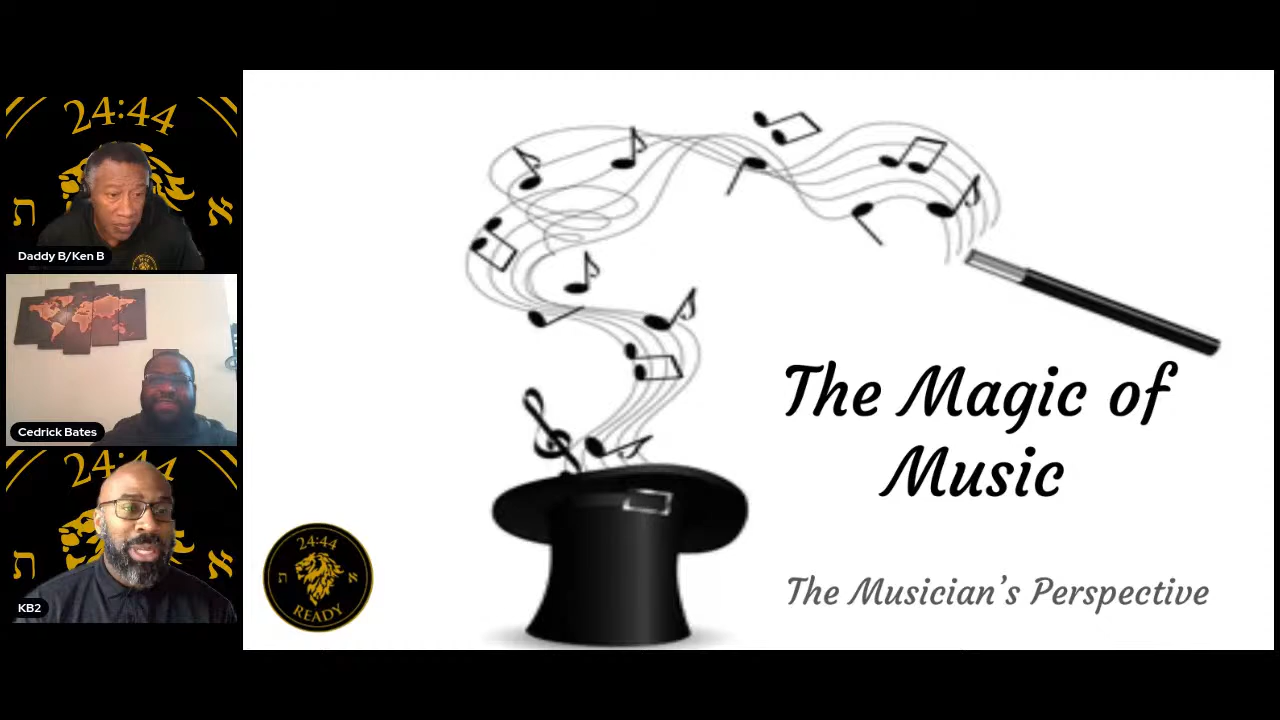 24:44
ת
א
Daddy B/Ken B
Cedrick Bates
24:44
ת
א
KB2
The Magic of
Music
The Musician's Perspective
24:44
ת
א
READY